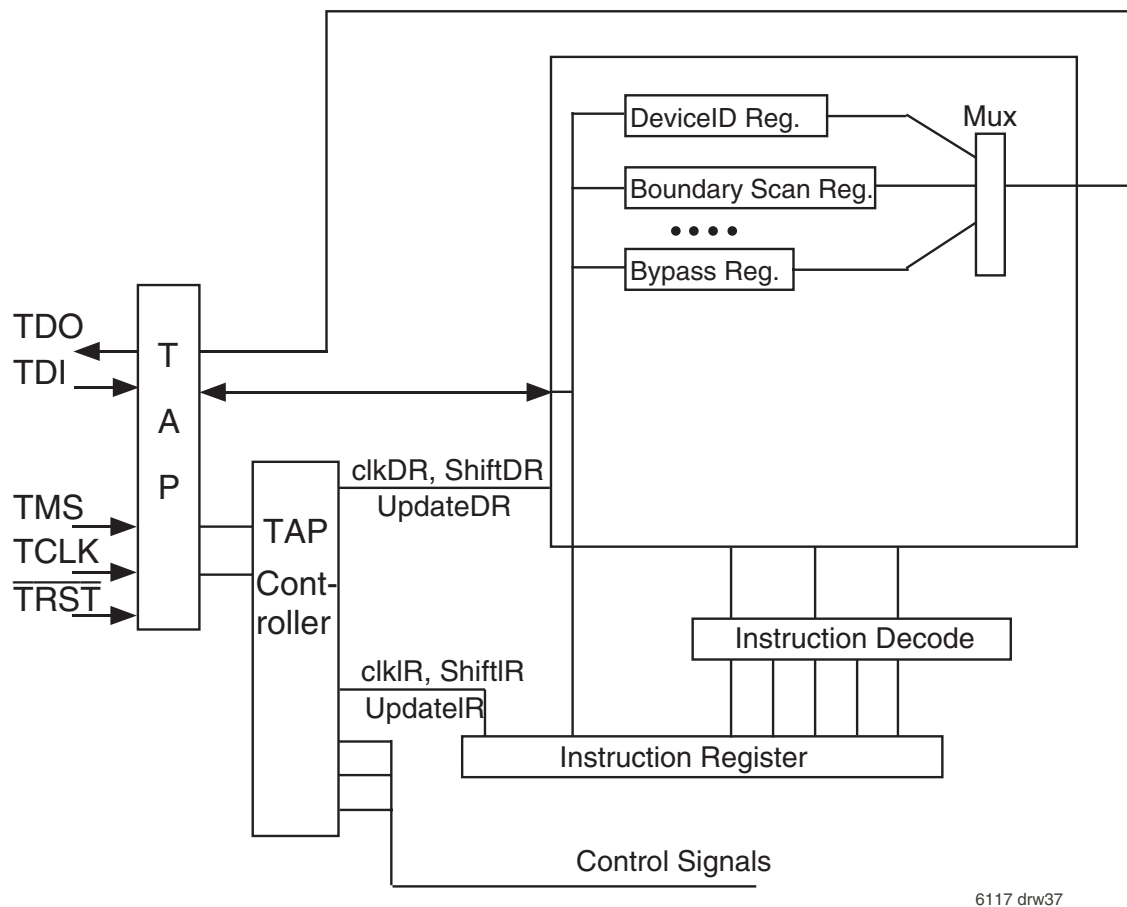 DeviceID Reg.
Mux
Boundary Scan Reg.
Bypass Reg.
TDO
TDI
T
A
P
TMS
TCLK
TRST
TAP
Cont-
roller
clkDR, ShiftDR
UpdateDR
Instruction Decode
clkIR, ShiftIR
UpdateIR
Instruction Register
Control Signals
6117 drw37